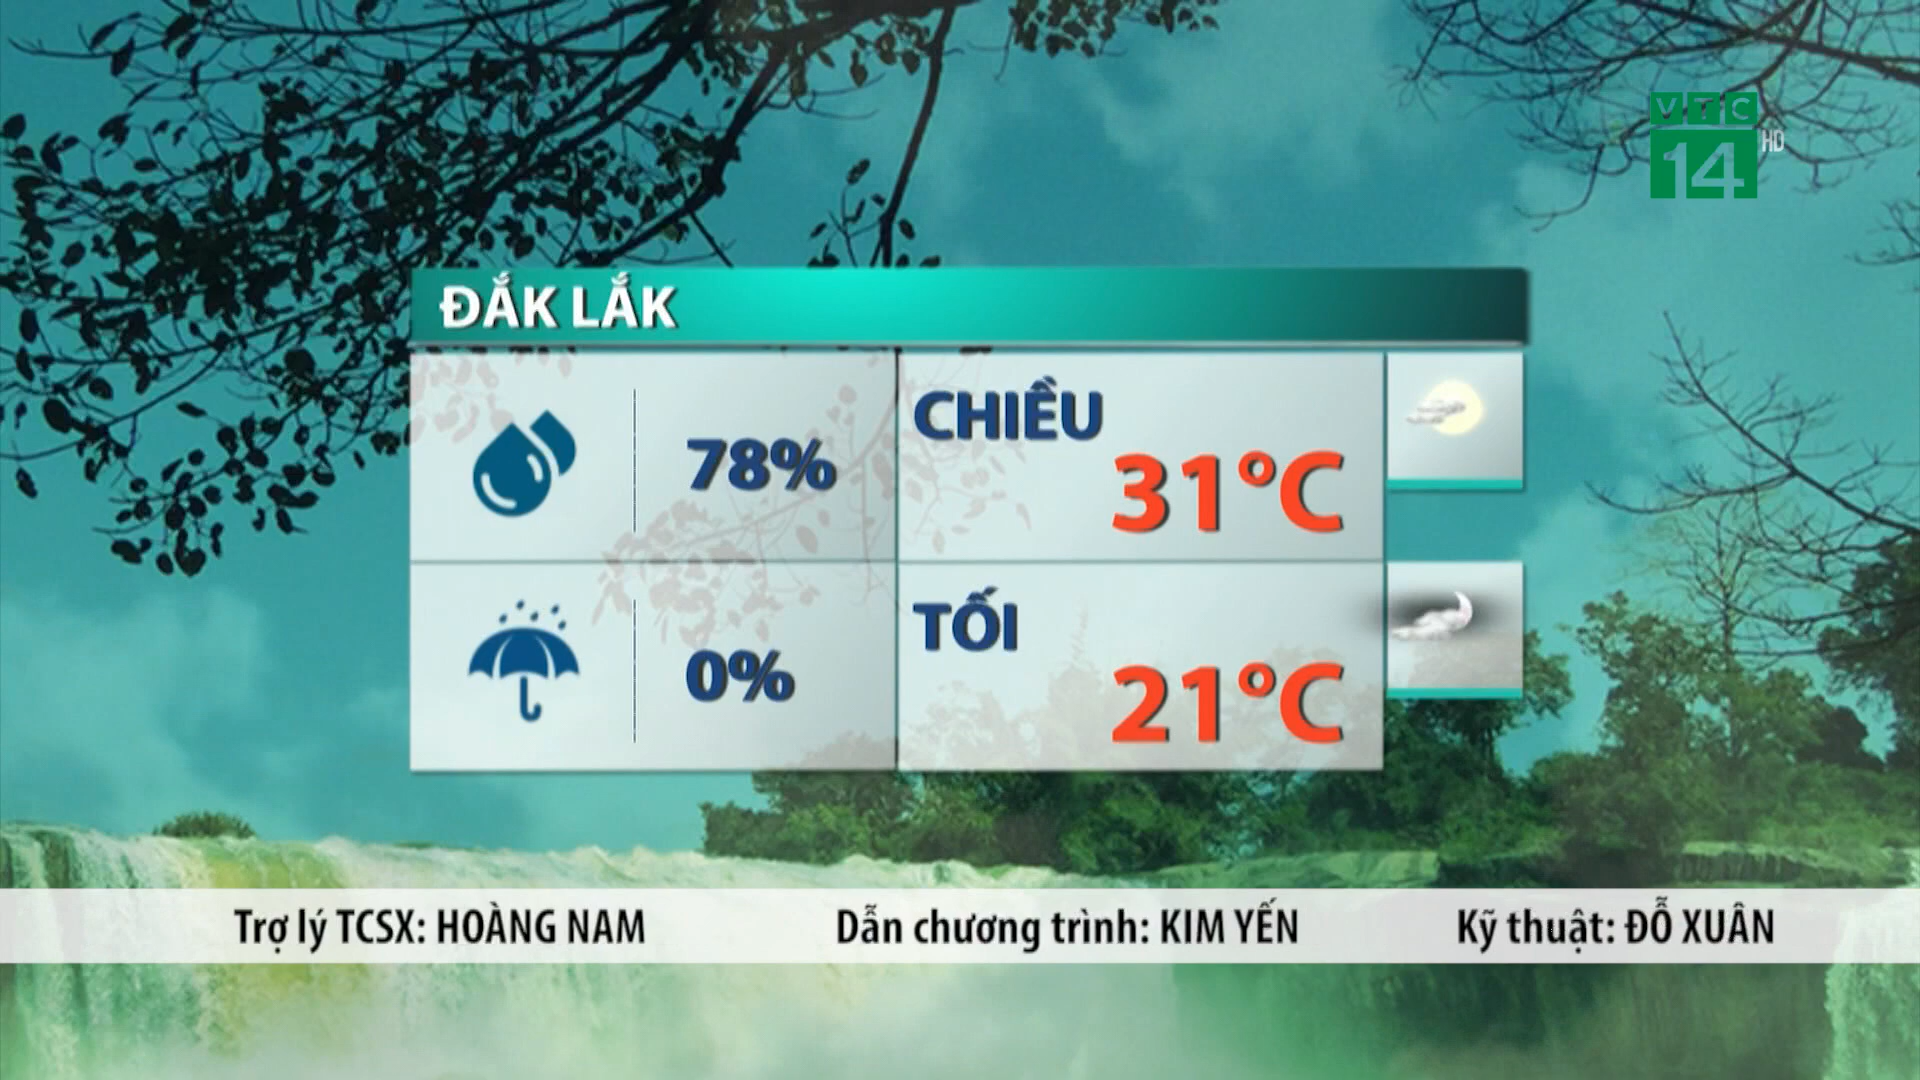 VTC
14 HD
ĐẮK LẮK
78%
CHIỀU
31°C
0%
TỐI
21°C
Trợ lý TCSX: HOÀNG NAM Dẫn chương trình: KIM YẾN Kỹ thuật: ĐỖ XUÂN